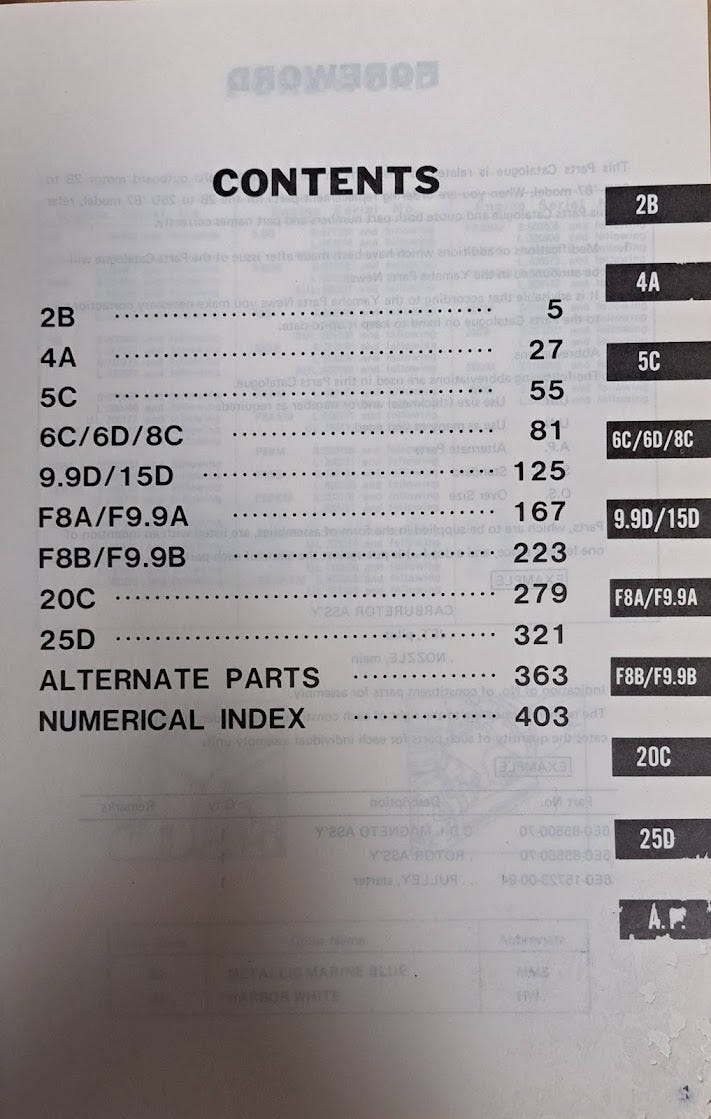 CONTENTS
2B ........................................ 5
4A ........................................ 27
5C ........................................ 55
6C/6D/8C ........................... 81
9.9D/15D .............................. 125
F8A/F9.9A ........................... 167
F8B/F9.9B ........................... 223
20C ........................................ 279
25D ........................................ 321
ALTERNATE PARTS ............... 363
NUMERICAL INDEX ............... 403
2B
4A
5C
6C/6D/8C
9.9D/15D
F8A/F9.9A
F8B/F9.9B
20C
25D
A.P.